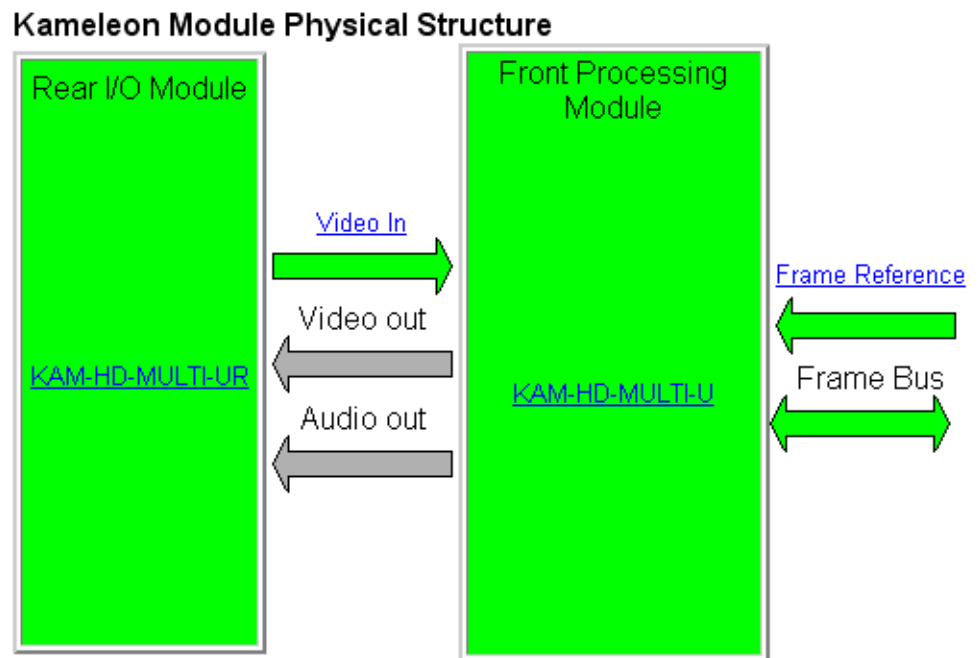 Kameleon Module Physical Structure
Rear I/O Module
Front Processing
Module
Video In
Frame Reference
Video out
KAM-HD-MULTI-UR
KAM-HD-MULTI-U
Frame Bus
Audio out